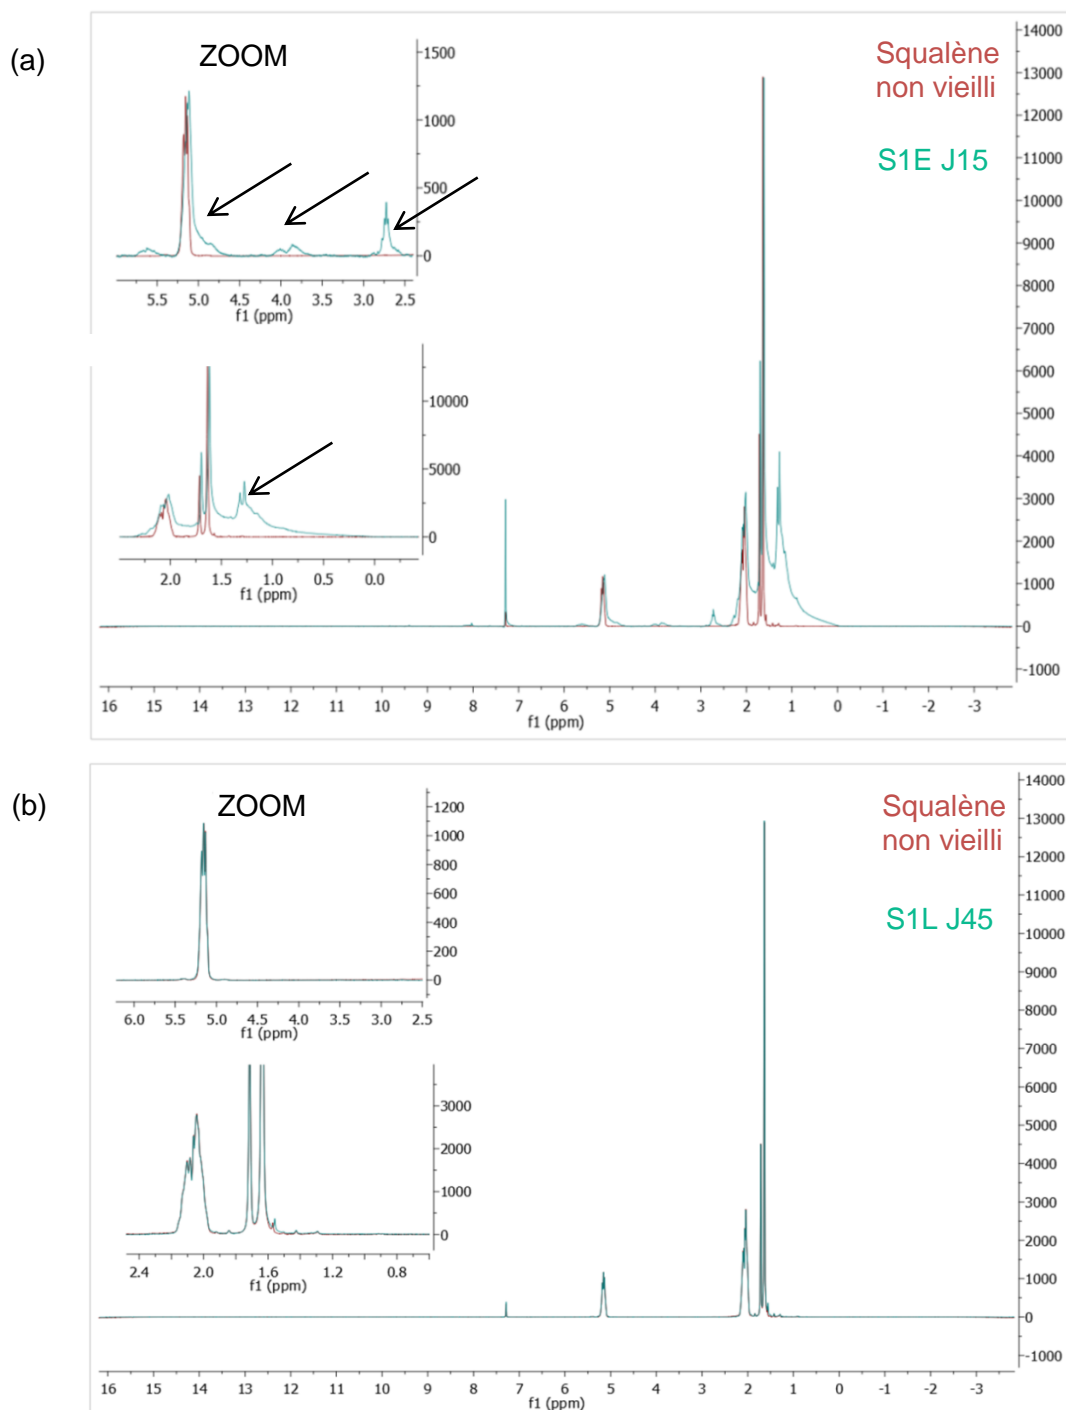 (a)
ZOOM
Squalène
non vieilli
S1E J15
1500
1000
500
0
5.5 5.0 4.5 4.0 3.5 3.0 2.5
f1 (ppm)
10000
5000
0
2.0 1.5 1.0 0.5 0.0
f1 (ppm)
14000
13000
12000
11000
10000
9000
8000
7000
6000
5000
4000
3000
2000
1000
0
-1000
16 15 14 13 12 11 10 9 8 7 6 5 4 3 2 1 0 -1 -2 -3
f1 (ppm)
(b)
ZOOM
Squalène
non vieilli
S1L J45
1200
1000
800
600
400
200
0
6.0 5.5 5.0 4.5 4.0 3.5 3.0 2.5
f1 (ppm)
3000
2000
1000
0
2.4 2.0 1.6 1.2 0.8
f1 (ppm)
14000
13000
12000
11000
10000
9000
8000
7000
6000
5000
4000
3000
2000
1000
0
-1000
16 15 14 13 12 11 10 9 8 7 6 5 4 3 2 1 0 -1 -2 -3
f1 (ppm)